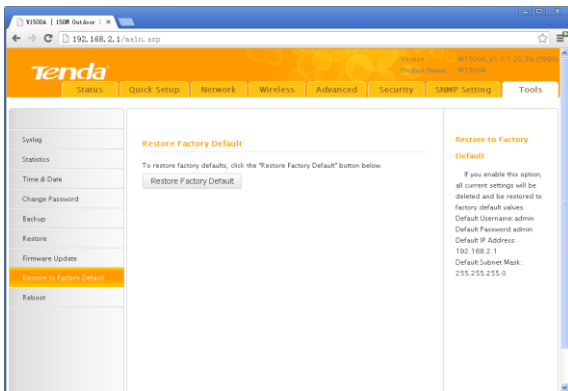 W1500A | 150M Outdoor
192.168.2.1/main.asp
Tenda
Version W1500A,V1.0.1.20_EN
Product Name W1500A
Status Quick Setup Network Wireless Advanced Security SNMP Setting Tools
Syslog
Statistics
Time & Date
Change Password
Backup
Restore
Firmware Update
Restore to Factory Default
Reboot
Restore Factory Default
To restore factory defaults, click the "Restore Factory Default" button below.
Restore Factory Default
Restore to Factory
Default
If you enable this option,
all current settings will be
deleted and be restored to
factory default values.
Default Username: admin
Default Password admin
Default IP Address:
192.168.2.1
Default Subnet Mask:
255.255.255.0